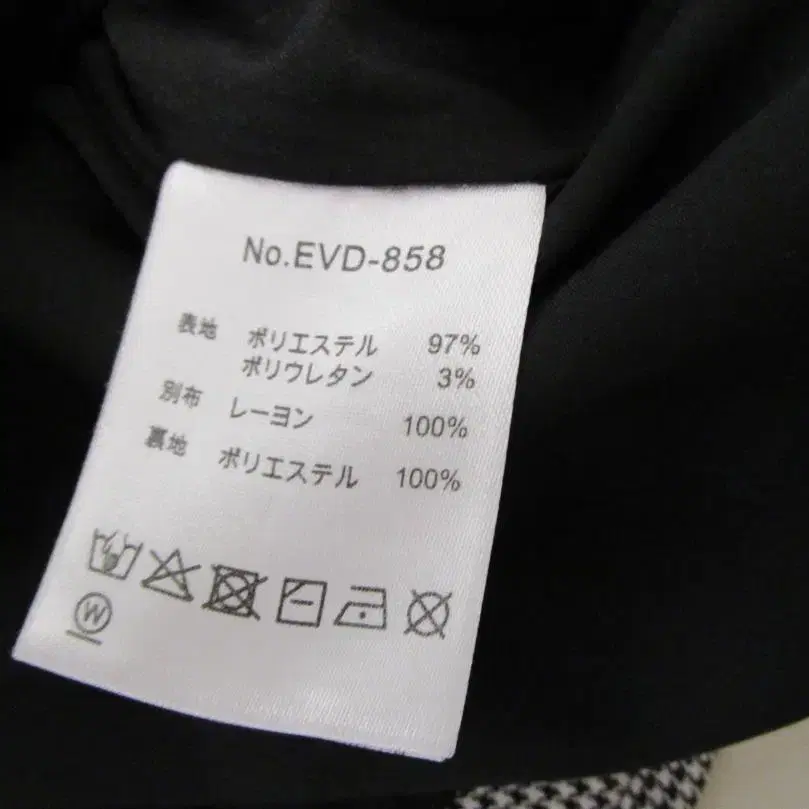 No.EVD-858
表地 ポリエステル 97%
ポリウレタン 3%
別布 レーヨン 100%
裏地 ポリエステル 100%
W